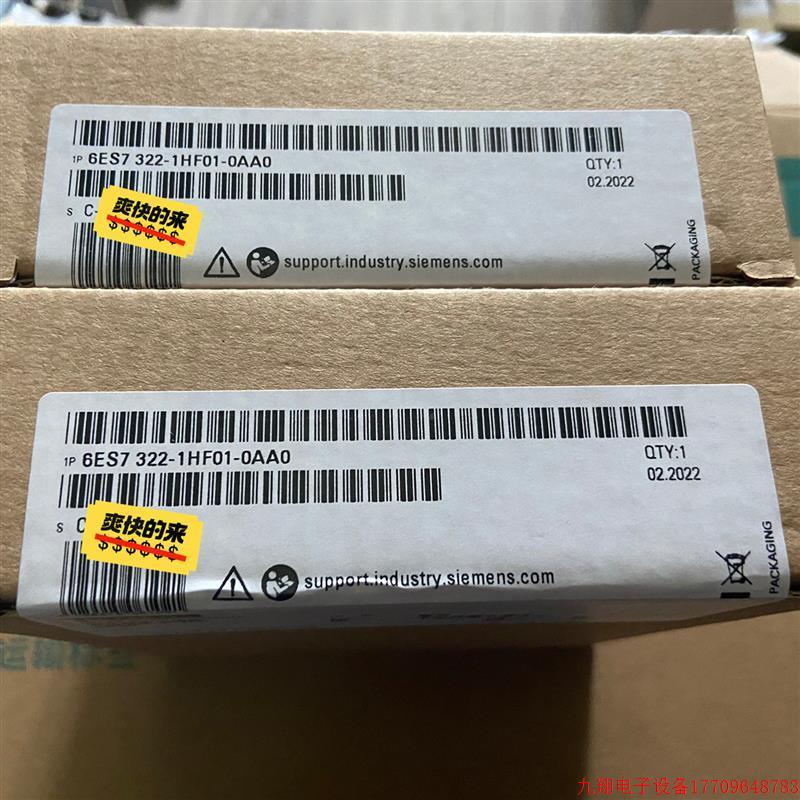 1P 6ES7 322-1HF01-0AA0
QTY:1
02.2022
S C-
爽快的来
$$$$$$
support.industry.siemens.com
PACKAGING
1P 6ES7 322-1HF01-0AA0
QTY:1
02.2022
S C
爽快的来
$$$$$$
support.industry.siemens.com
PACKAGING
九翔电子设备17709648783